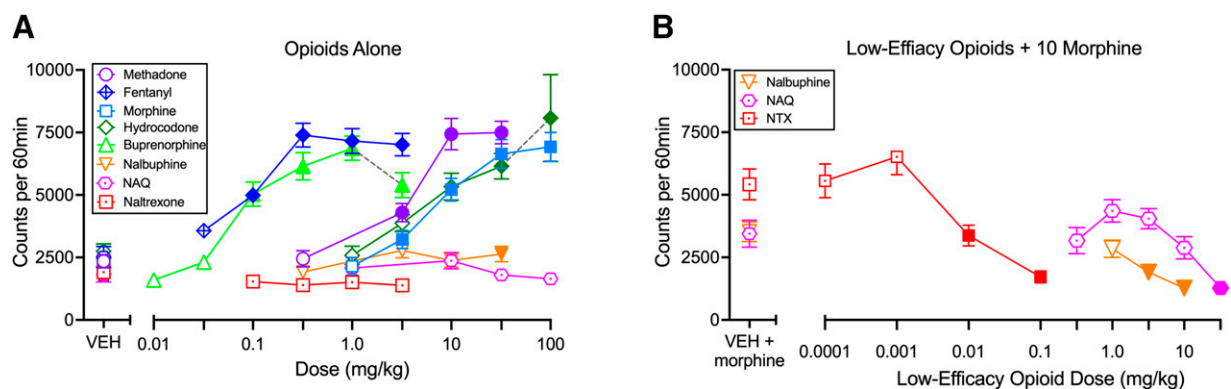 A
Opioids Alone
Counts per 60min
10000
7500
5000
2500
0
Methadone
Fentanyl
Morphine
Hydrocodone
Buprenorphine
Nalbuphine
NAQ
Naltrexone
VEH
0.01
0.1
1.0
10
100
Dose (mg/kg)
B
Low-Effiacy Opioids + 10 Morphine
Counts per 60min
10000
7500
5000
2500
0
Nalbuphine
NAQ
NTX
VEH +
morphine
0.0001
0.001
0.01
0.1
1.0
10
Low-Efficacy Opioid Dose (mg/kg)